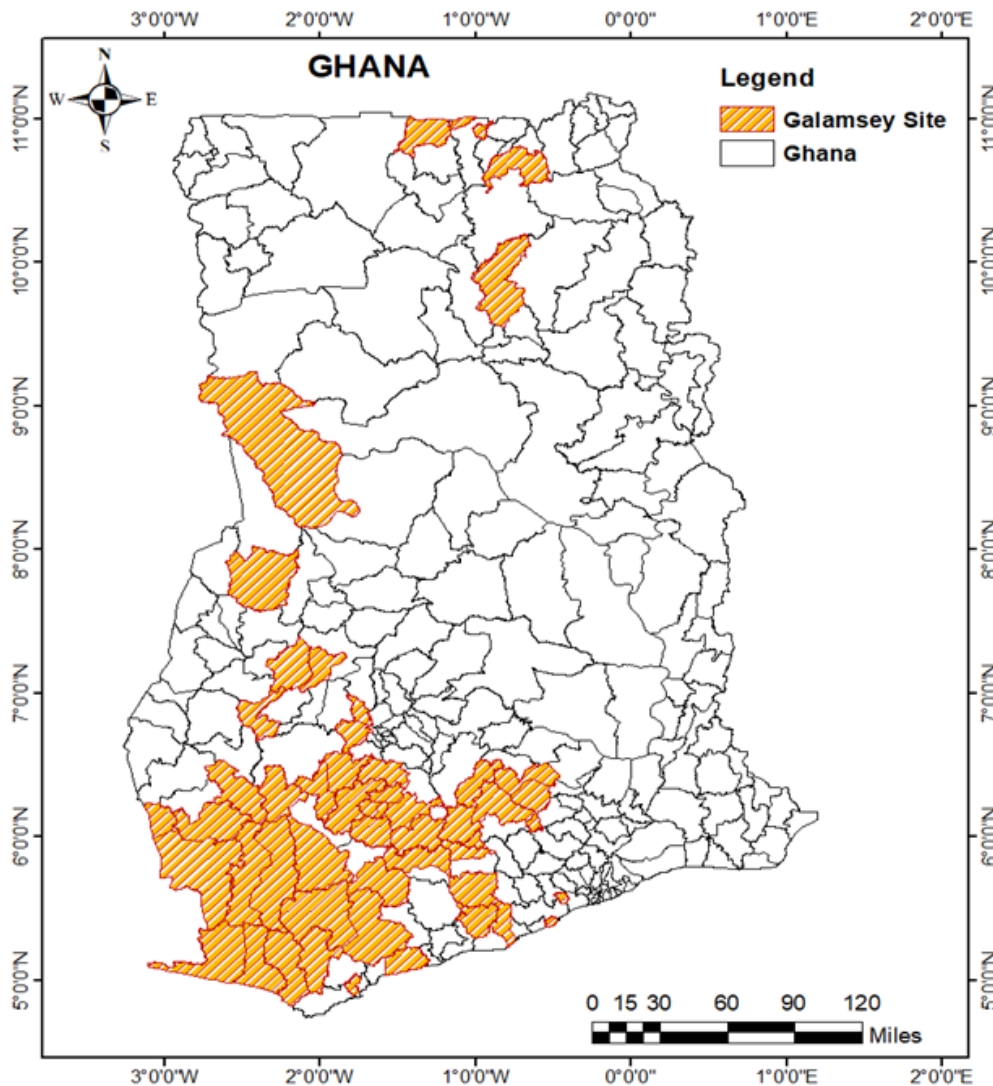 3°0'0"W 2°0'0"W 1°0'0"W 0°0'0" 1°0'0"E 2°0'0"E
GHANA
N
W E
S
Legend
Galamsey Site
Ghana
11°0'0"N 11°0'0"N
10°0'0"N 10°0'0"N
9°0'0"N 9°0'0"N
8°0'0"N 8°0'0"N
7°0'0"N 7°0'0"N
6°0'0"N 6°0'0"N
5°0'0"N 5°0'0"N
0 15 30 60 90 120
Miles
3°0'0"W 2°0'0"W 1°0'0"W 0°0'0" 1°0'0"E 2°0'0"E